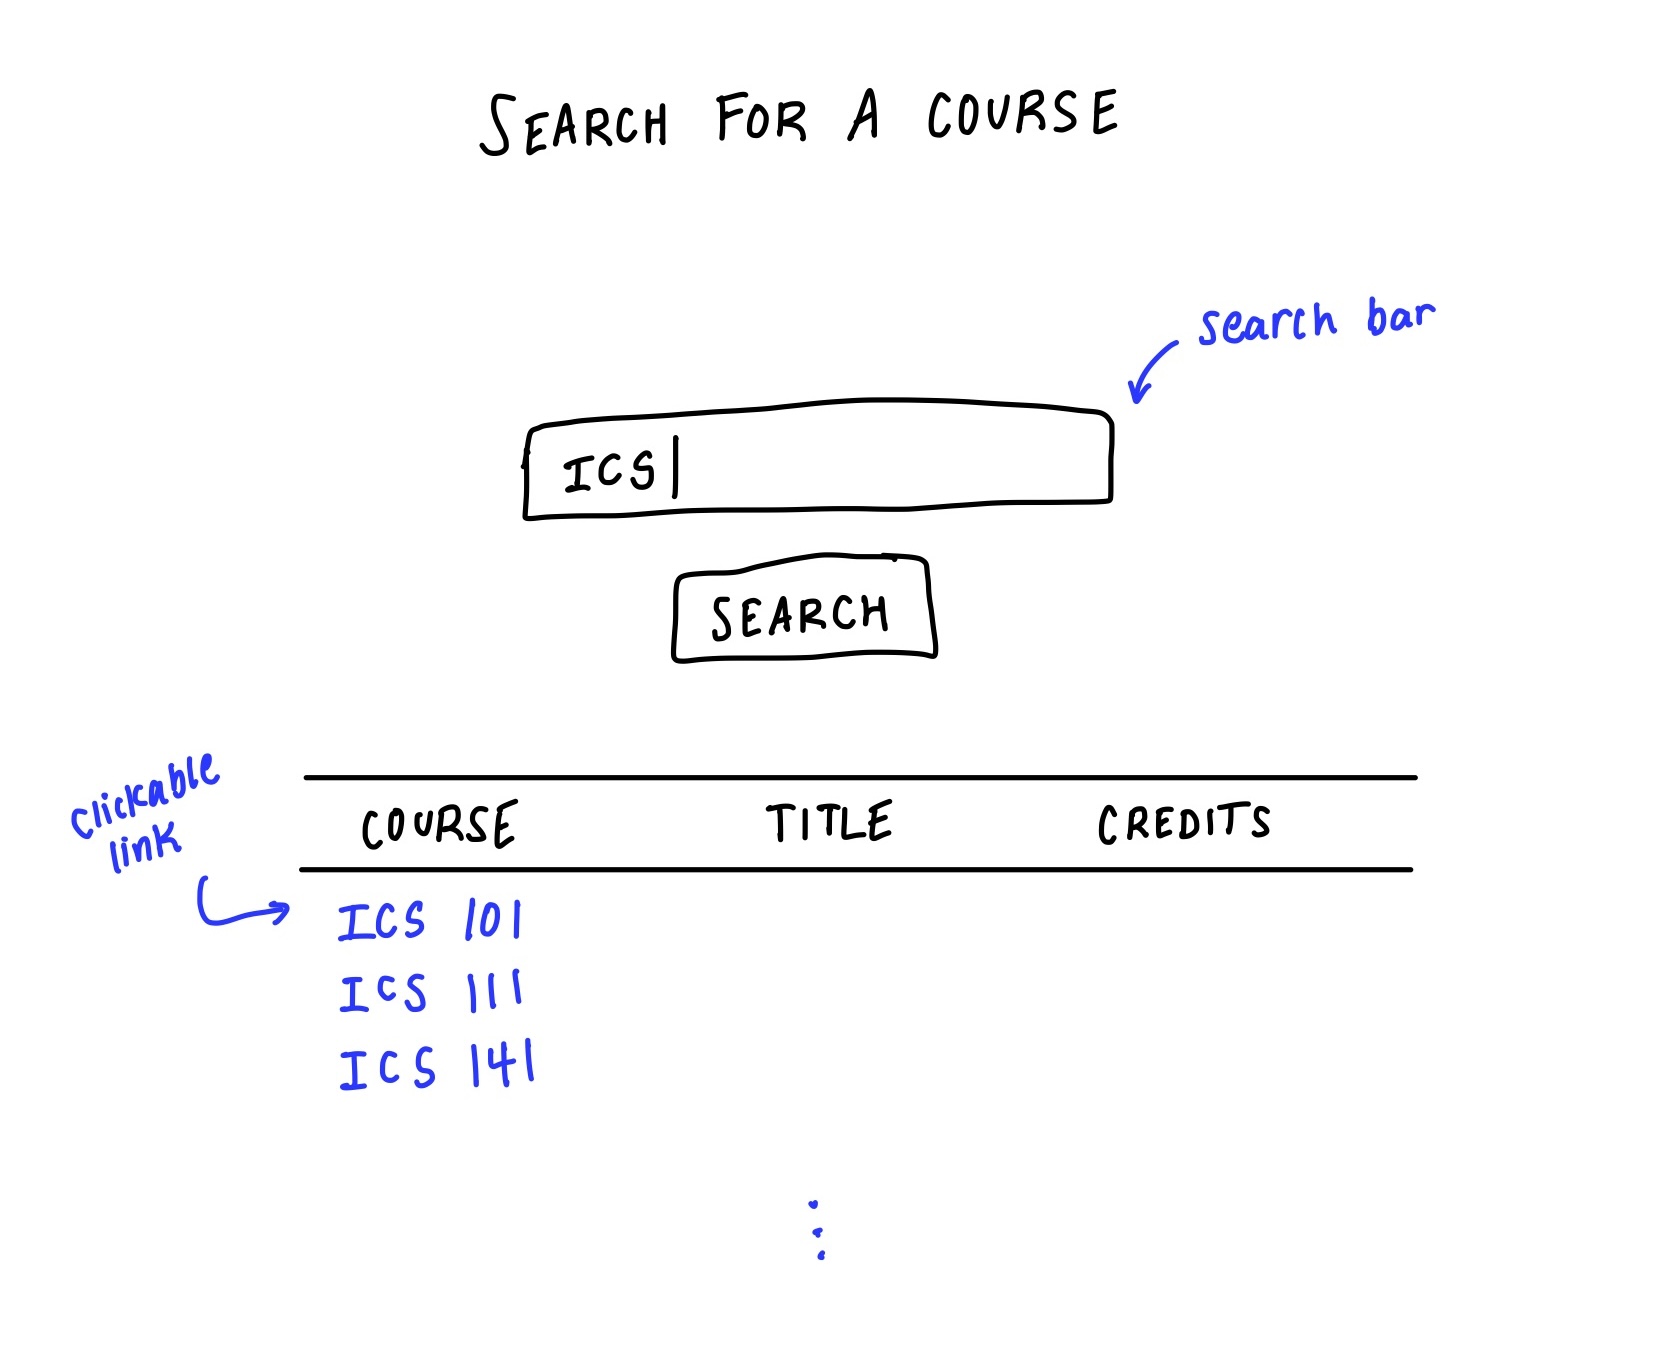 SEARCH FOR A COURSE
search bar
ICS
SEARCH
clickable
link
COURSE TITLE CREDITS
ICS 101
ICS 111
ICS 141